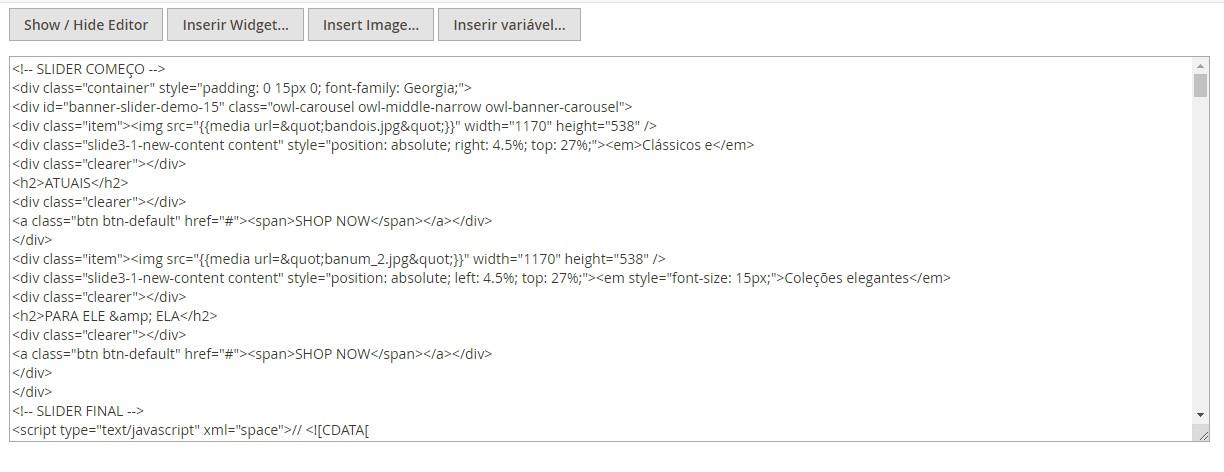 Show / Hide Editor
Inserir Widget...
Insert Image...
Inserir variável...
<!-- SLIDER COMEÇO -->
<div class="container" style="padding: 0 15px 0; font-family: Georgia;">
<div id="banner-slider-demo-15" class="owl-carousel owl-middle-narrow owl-banner-carousel">
<div class="item"><img src="{{media url=&quot;bandois.jpg&quot;}}" width="1170" height="538" />
<div class="slide3-1-new-content content" style="position: absolute; right: 4.5%; top: 27%;"><em>Clássicos e</em>
<div class="clearer"></div>
<h2>ATUAIS</h2>
<div class="clearer"></div>
<a class="btn btn-default" href="#"><span>SHOP NOW</span></a></div>
</div>
<div class="item"><img src="{{media url=&quot;banum_2.jpg&quot;}}" width="1170" height="538" />
<div class="slide3-1-new-content content" style="position: absolute; left: 4.5%; top: 27%;"><em style="font-size: 15px;">Coleções elegantes</em>
<div class="clearer"></div>
<h2>PARA ELE &amp; ELA</h2>
<div class="clearer"></div>
<a class="btn btn-default" href="#"><span>SHOP NOW</span></a></div>
</div>
</div>
<!-- SLIDER FINAL -->
<script type="text/javascript" xml="space">// <![CDATA[